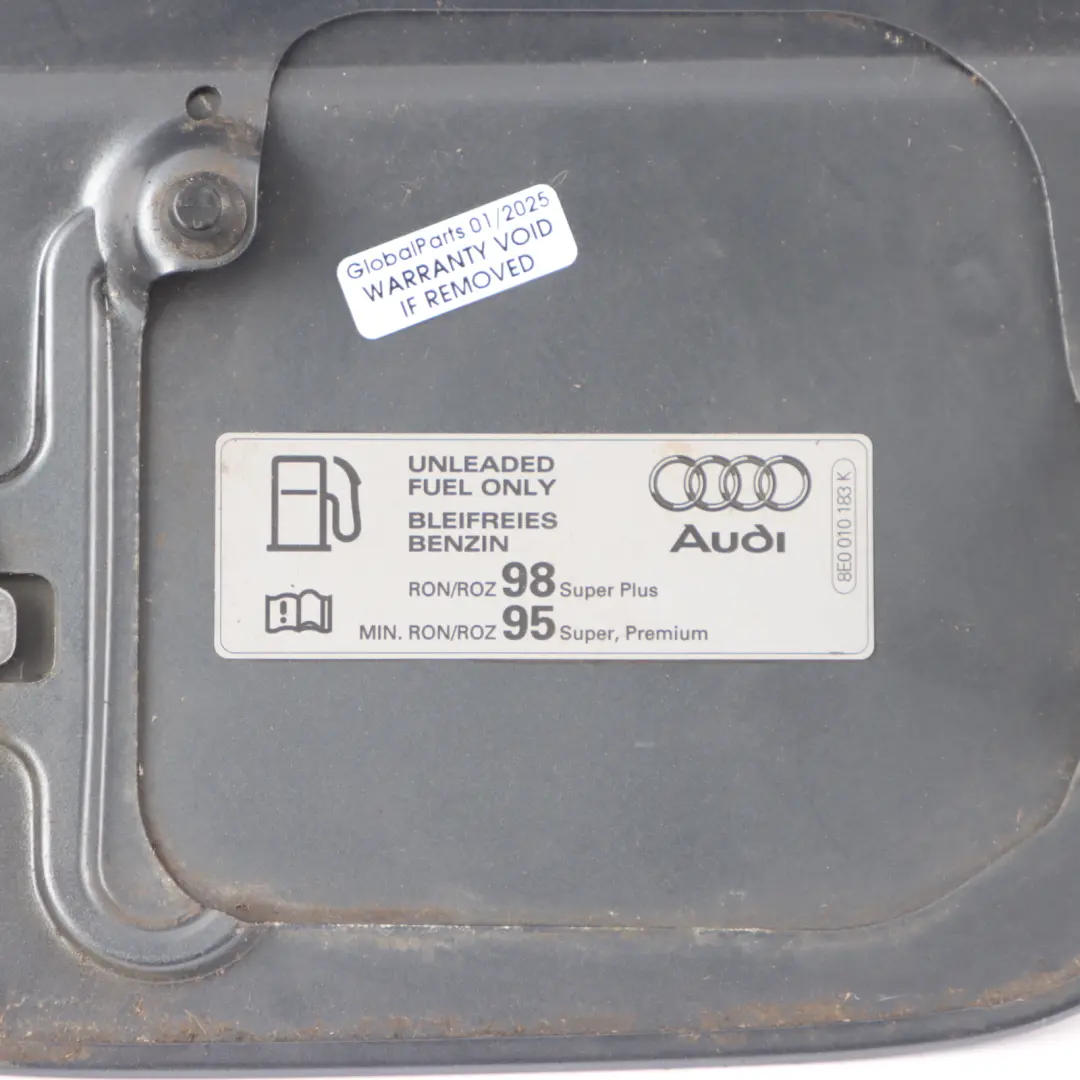 GlobalParts 01/2025
WARRANTY VOID
IF REMOVED
UNLEADED
FUEL ONLY
BLEIFREIES
BENZIN
RON/ROZ 98 Super Plus
MIN. RON/ROZ 95 Super, Premium
Audi
8E0 010 183 K